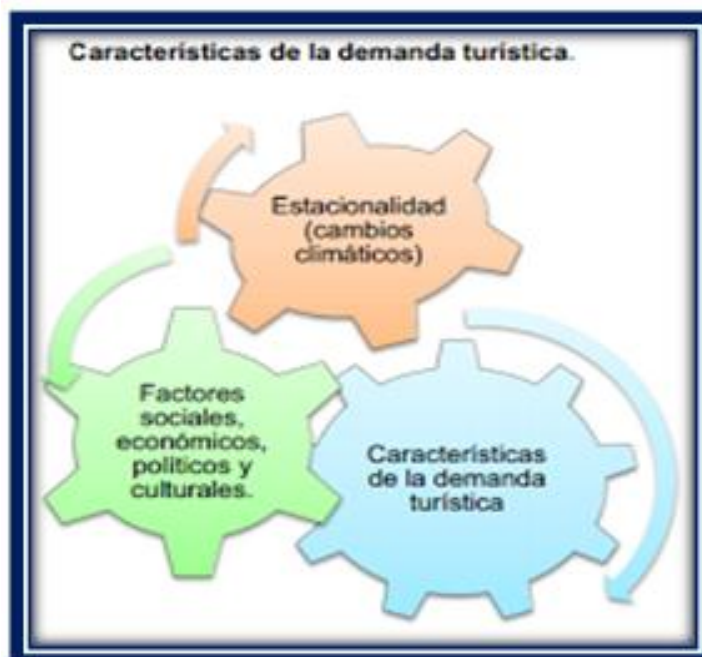 Características de la demanda turística.
Estacionalidad
(cambios
climáticos)
Factores
sociales,
económicos,
políticos y
culturales.
Características
de la demanda
turística